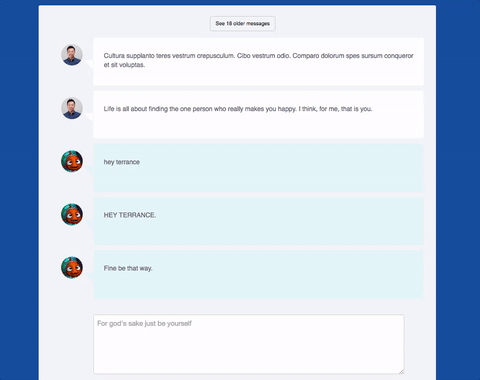 See 18 older messages
Cultura supplanto teres vestrum crepusculum. Cibo vestrum odio. Comparo dolorum spes sursum conqueror
et sit voluptas.
Life is all about finding the one person who really makes you happy. I think, for me, that is you.
hey terrance
HEY TERRANCE.
Fine be that way.
For god's sake just be yourself